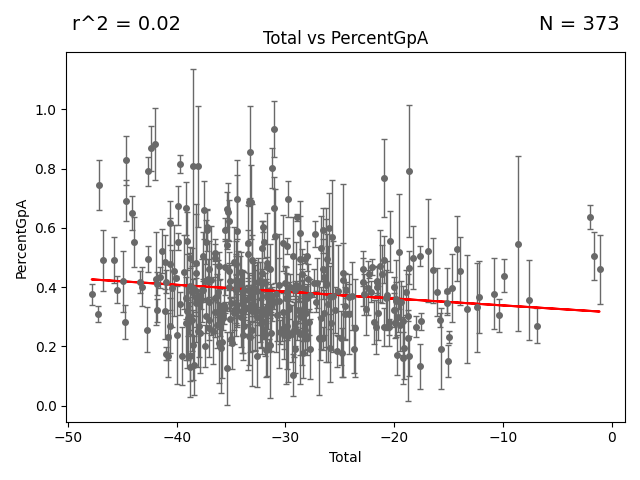 r^2 = 0.02
N = 373
Total vs PercentGpA
PercentGpA
1.0
0.8
0.6
0.4
0.2
0.0
−50
−40
−30
−20
−10
0
Total